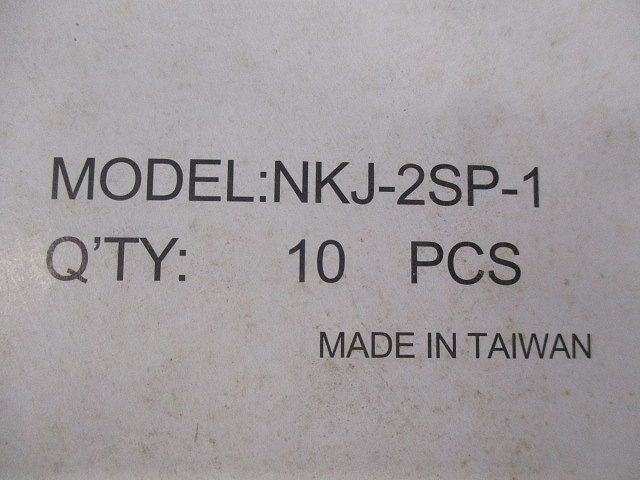 MODEL:NKJ-2SP-1
Q'TY: 10 PCS
MADE IN TAIWAN